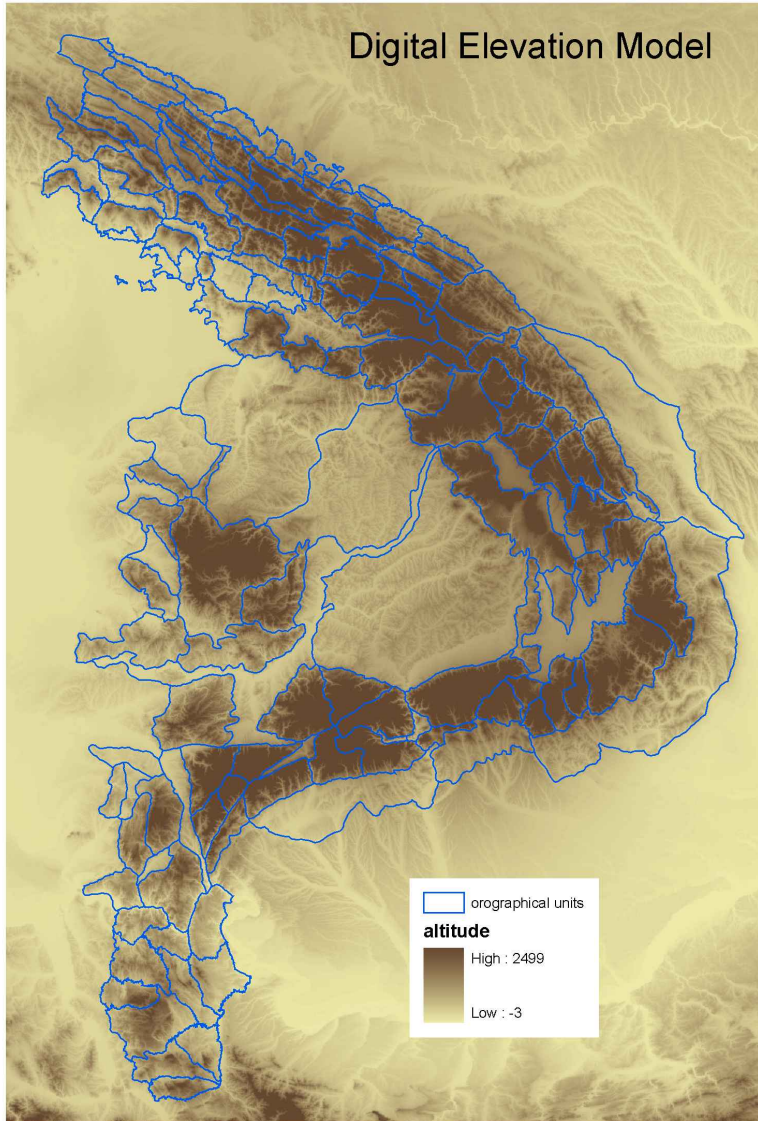 Digital Elevation Model
orographical units
altitude
High : 2499
Low : -3